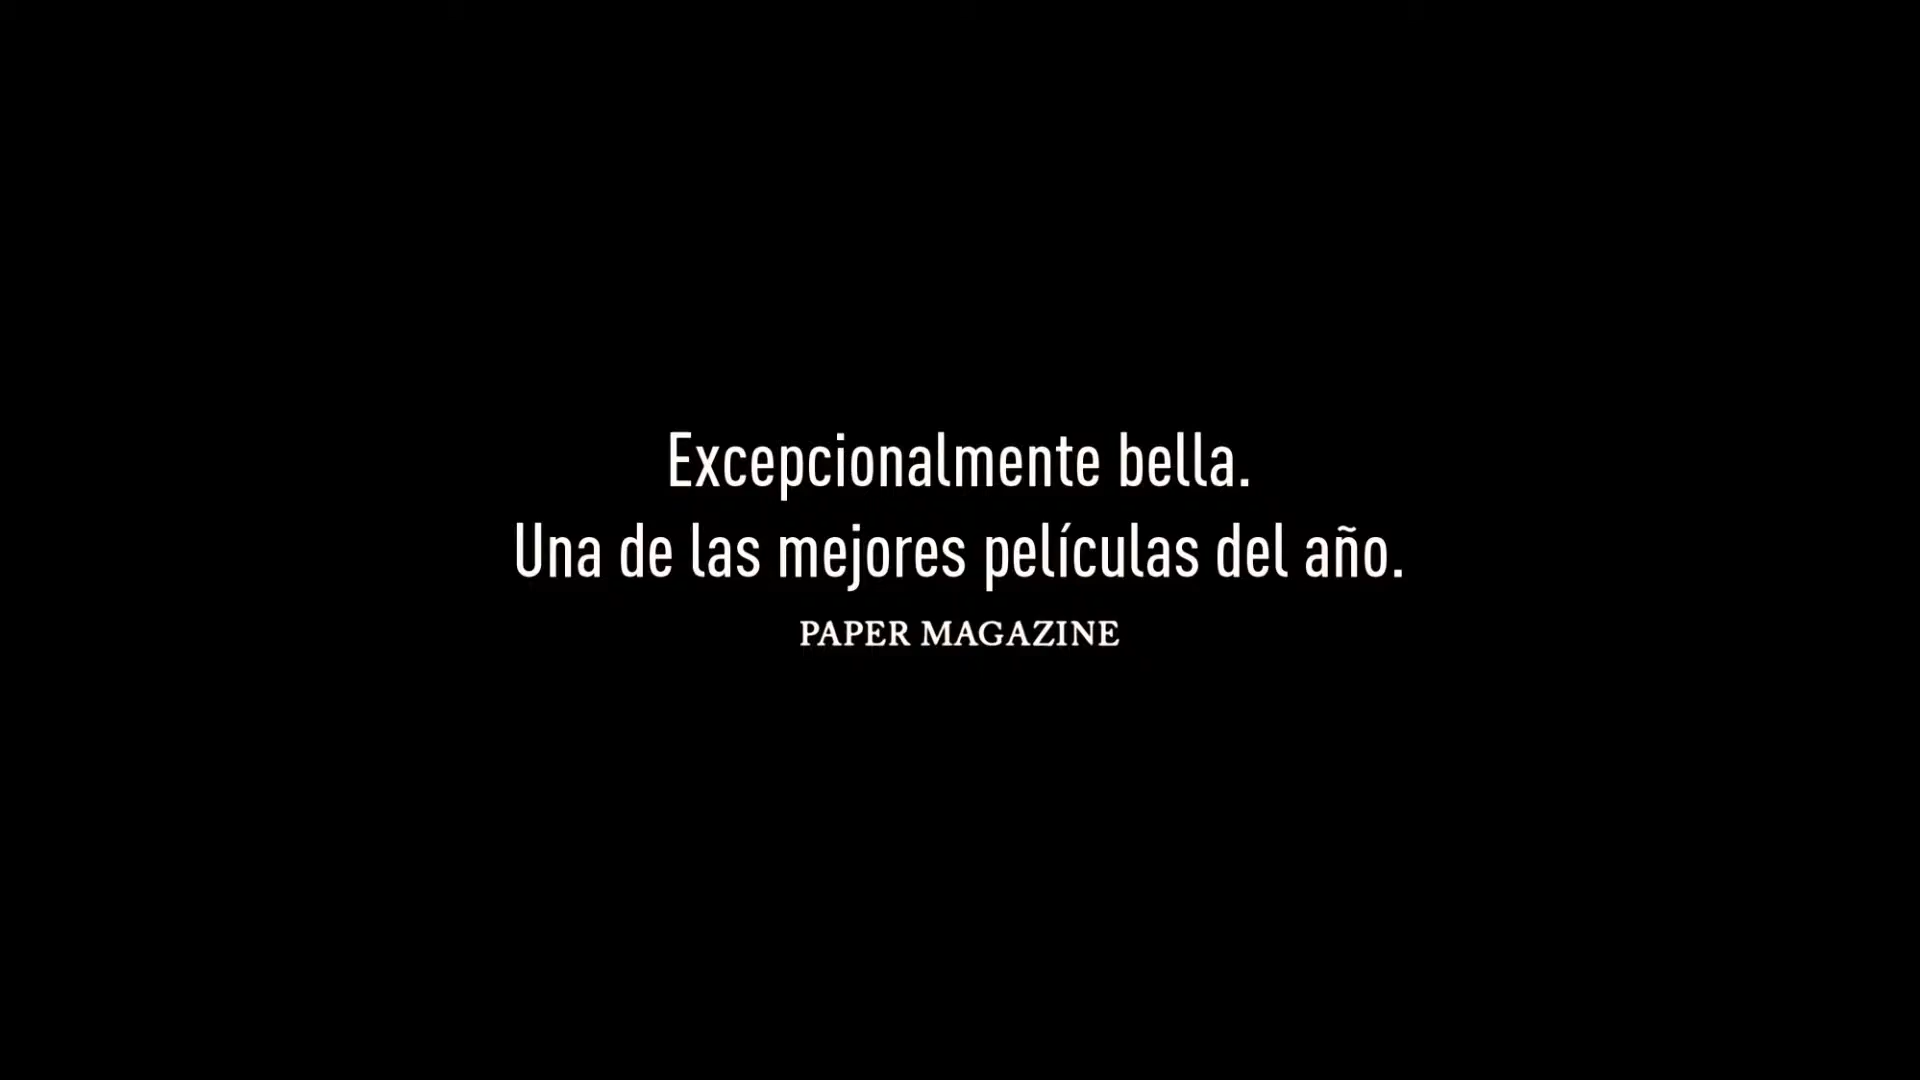 Excepcionalmente bella.
Una de las mejores películas del año.
PAPER MAGAZINE